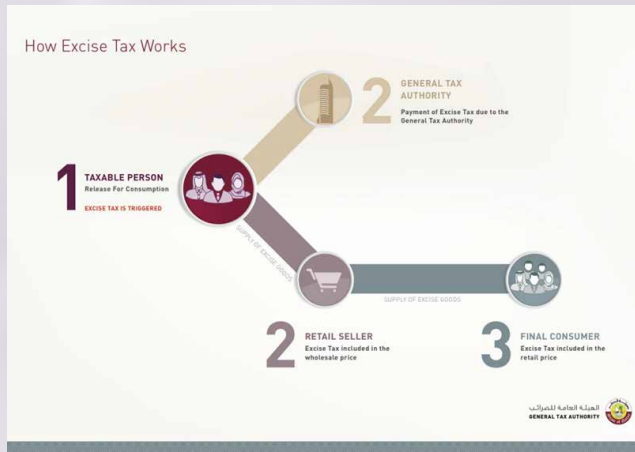 How Excise Tax Works
2
GENERAL TAX
AUTHORITY
Payment of Excise Tax due to the
General Tax Authority
1
TAXABLE PERSON
Release For Consumption
EXCISE TAX IS TRIGGERED
SUPPLY OF EXCISE GOODS
SUPPLY OF EXCISE GOODS
2
RETAIL SELLER
Excise Tax included in the
wholesale price
3
FINAL CONSUMER
Excise Tax included in the
retail price
الهيئة العامة للضرائب
GENERAL TAX AUTHORITY